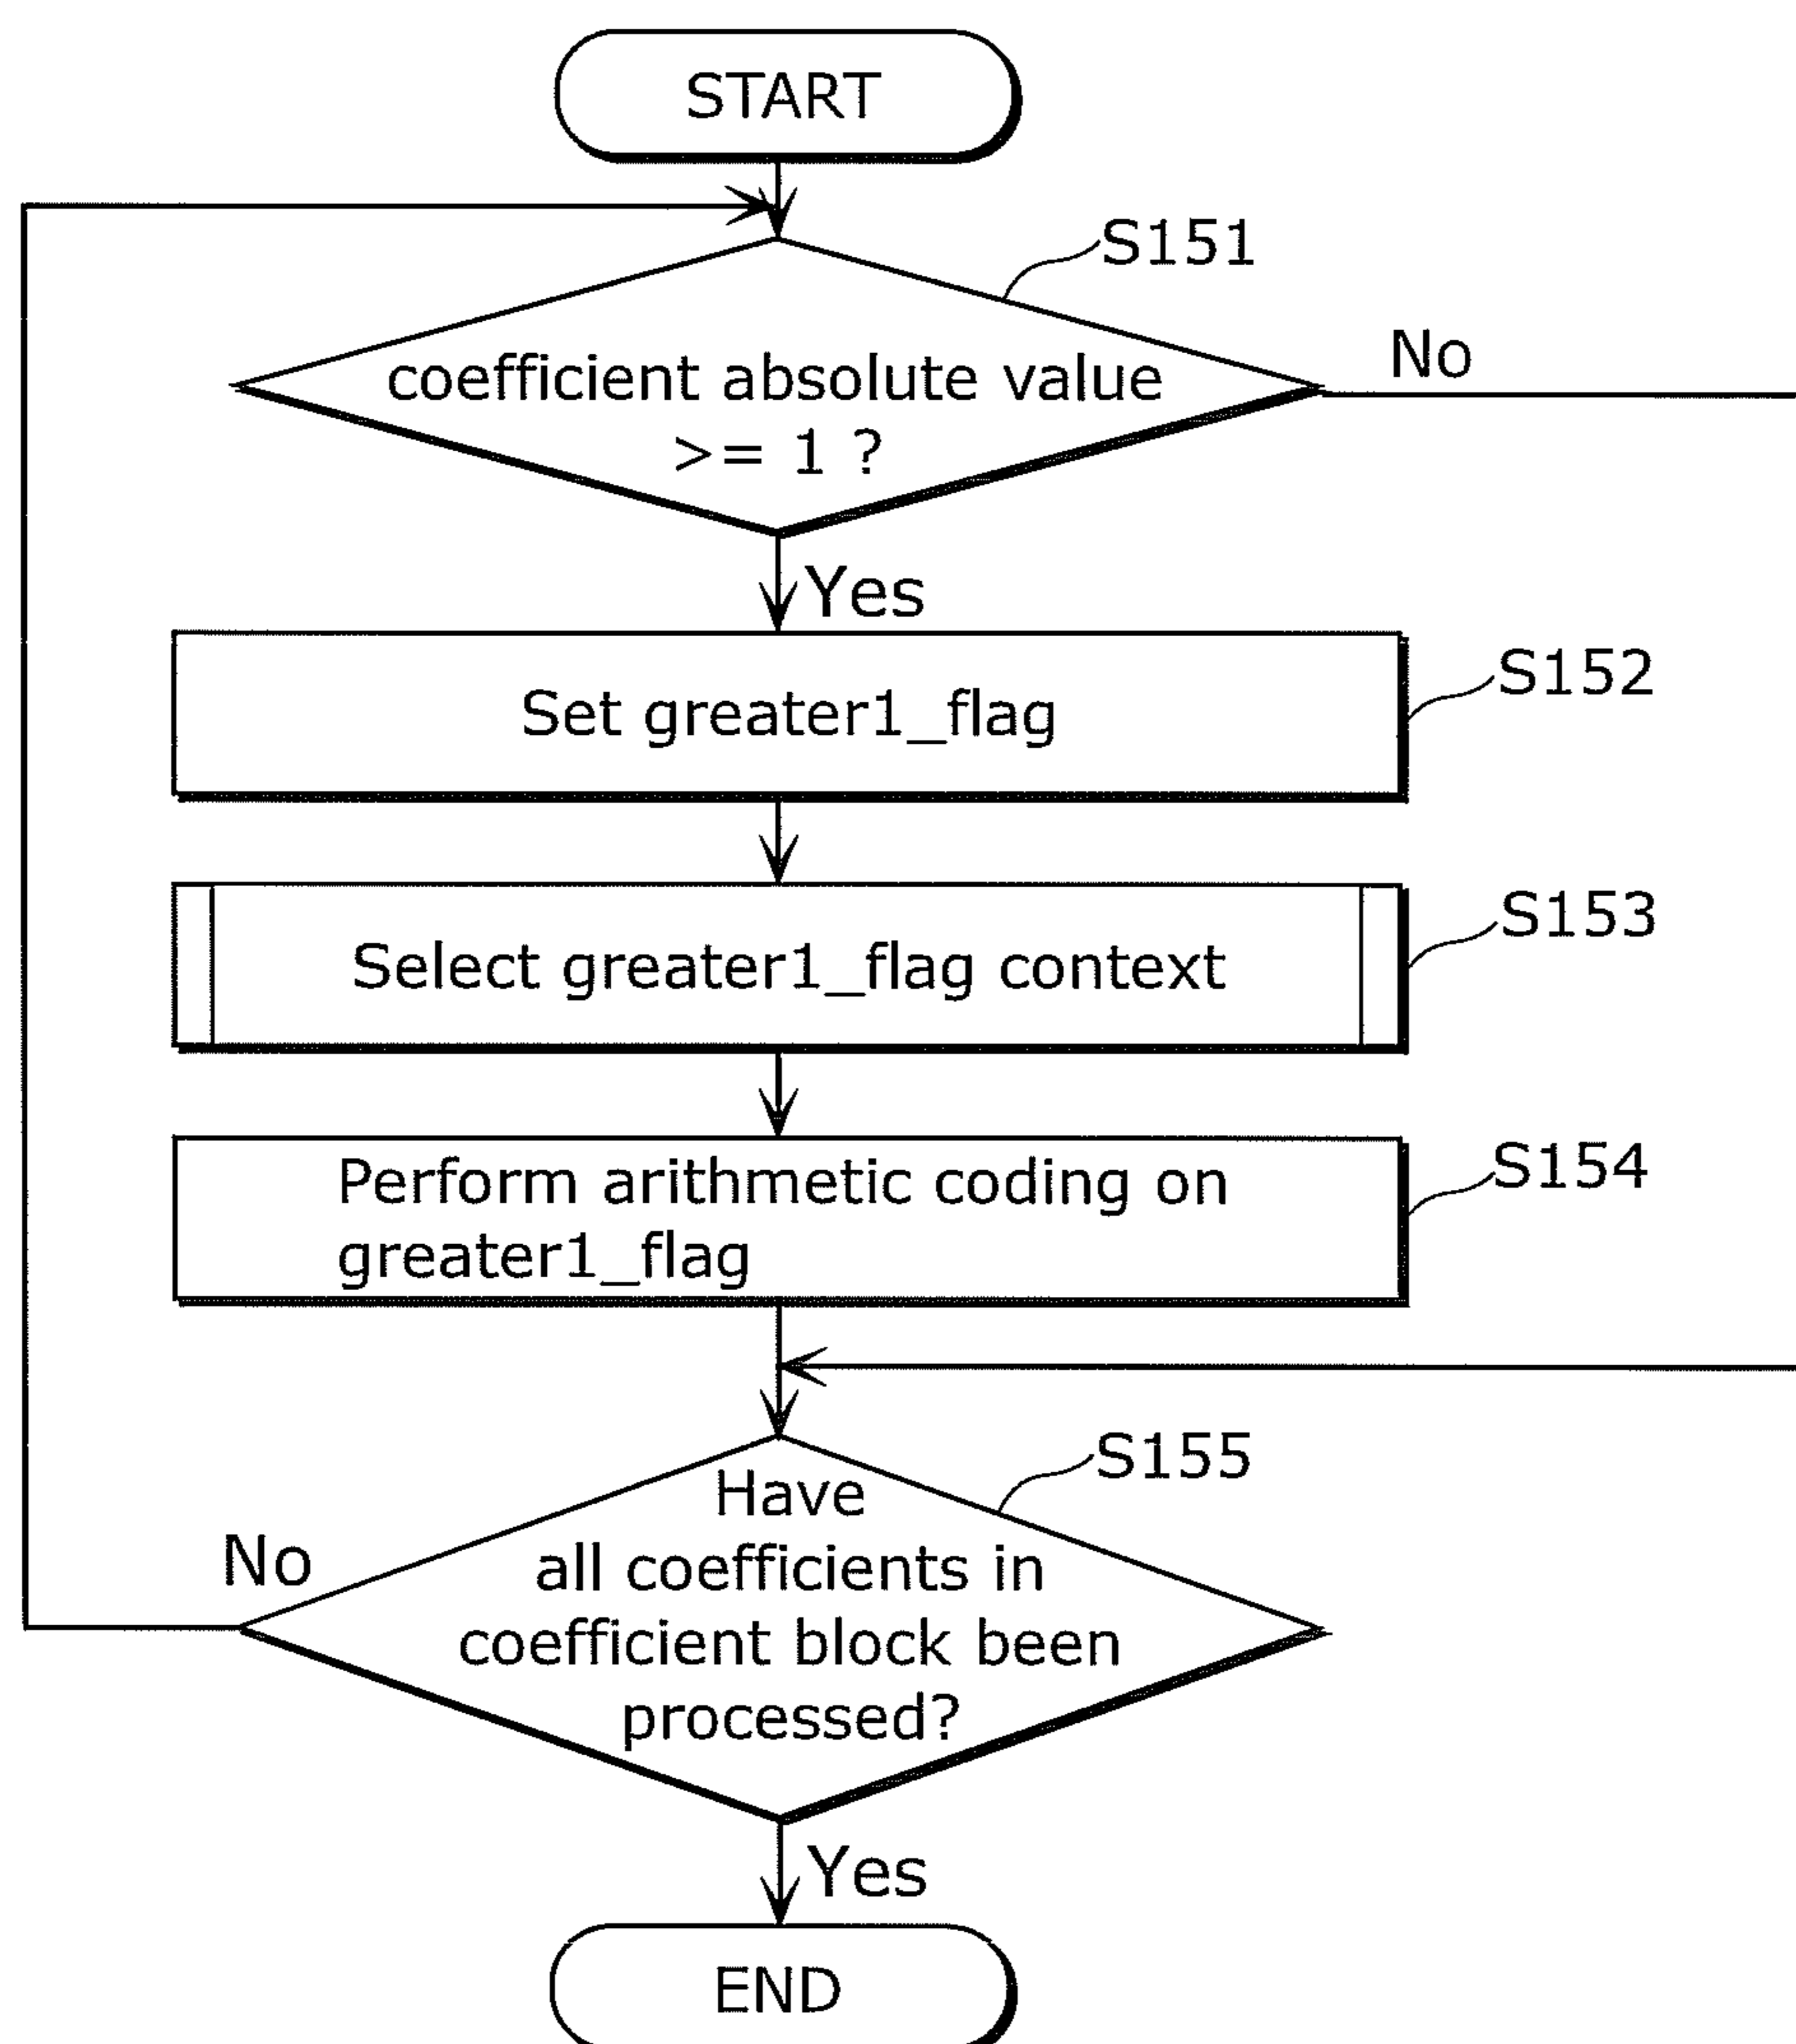 START
S151
coefficient absolute value
>= 1 ?
No
Yes
Set greater1_flag
S152
Select greater1_flag context
S153
Perform arithmetic coding on
greater1_flag
S154
S155
Have
all coefficients in
coefficient block been
processed?
No
Yes
END